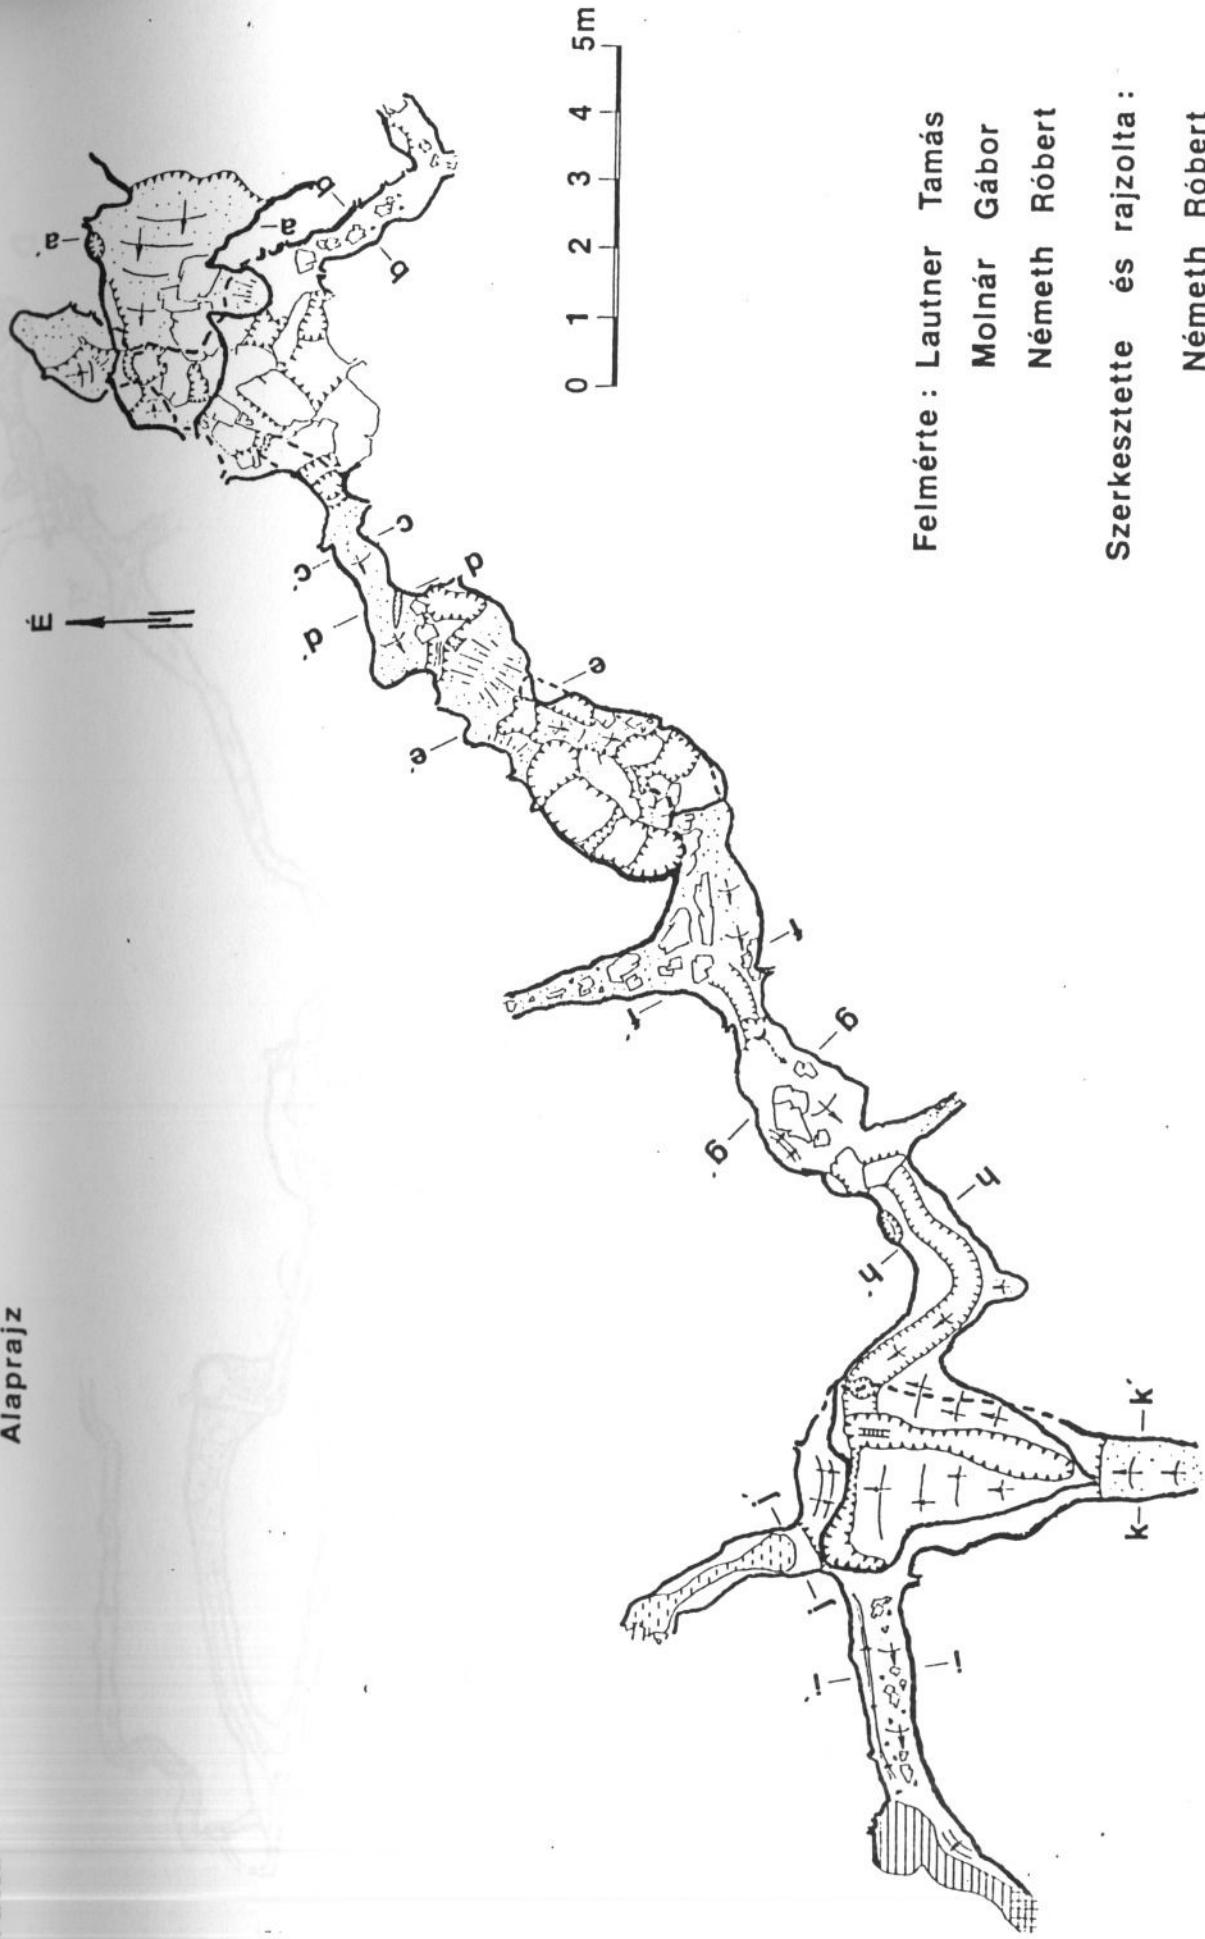 Alaprajz
É
0 1 2 3 4 5m
a a´
b b´
c c´
d d´
e e´
f f´
g g´
h h´
i i´
j j´
k k´
Felmérte : Lautner Tamás
Molnár Gábor
Németh Róbert
Szerkesztette és rajzolta :
Németh Róbert